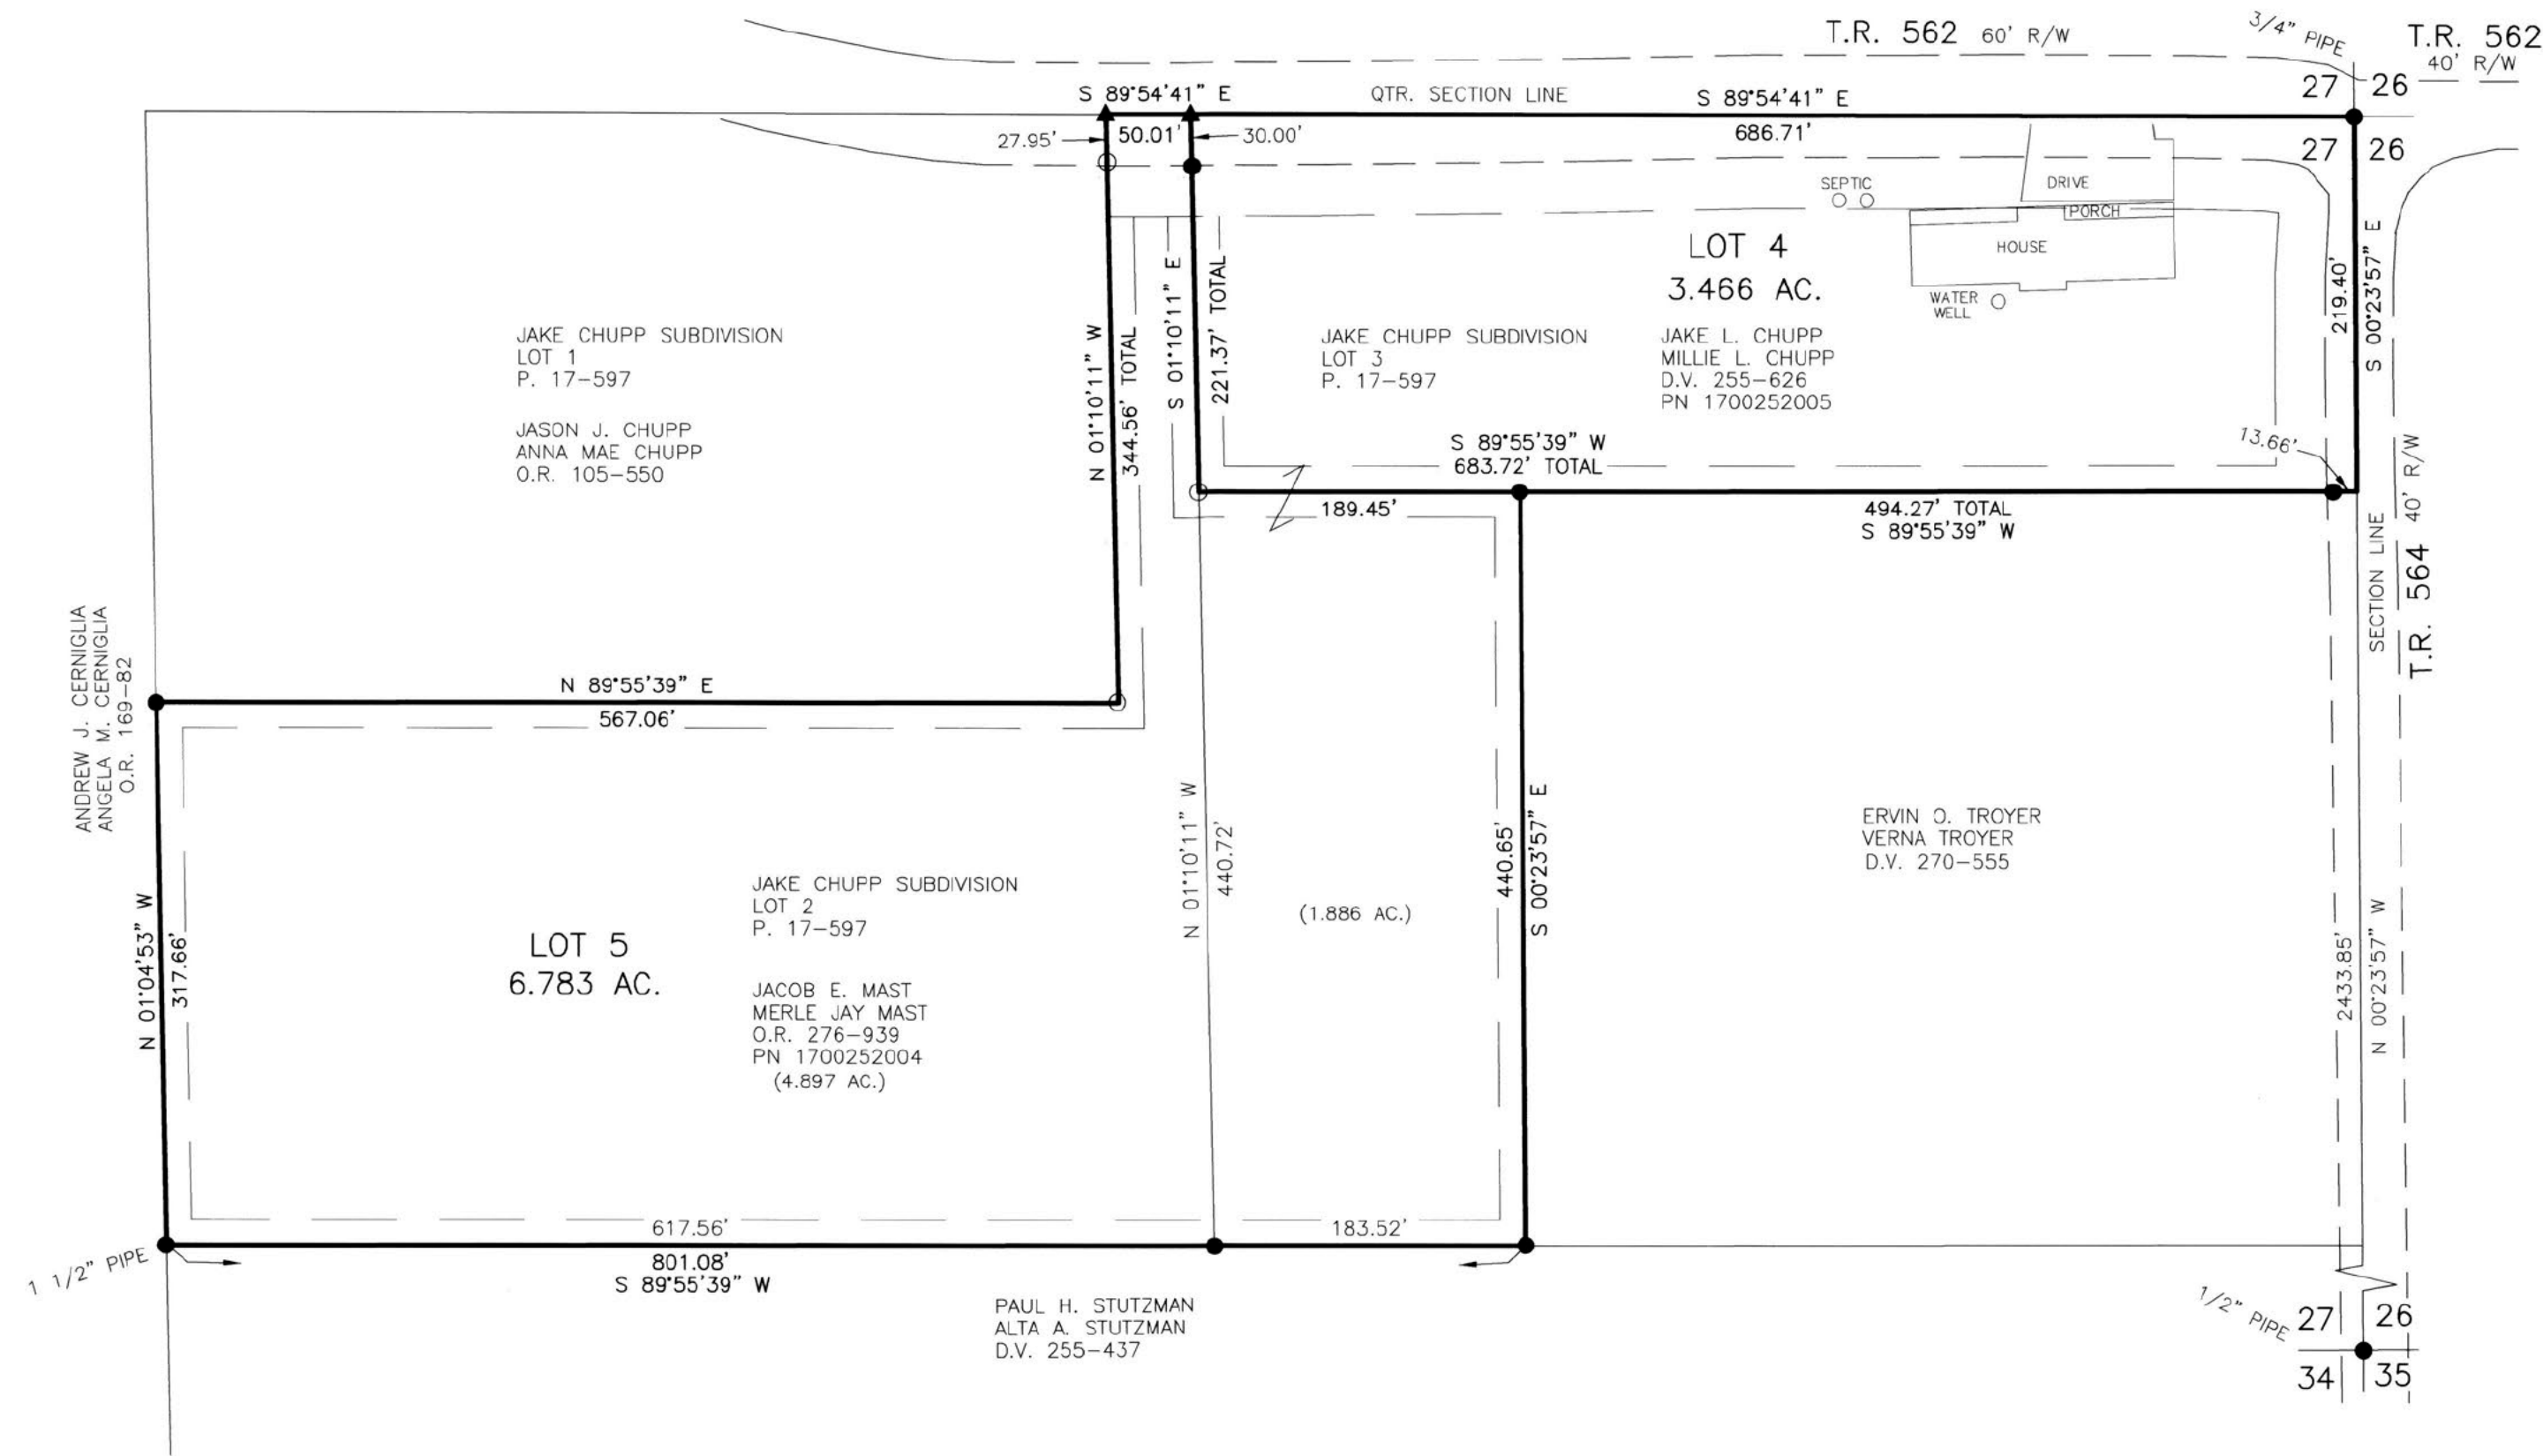 T.R. 562 60' R/W
3/4" PIPE
T.R. 562
40' R/W
27 26
S 89°54'41" E
QTR. SECTION LINE
S 89°54'41" E
27.95'
50.01'
30.00'
686.71'
27 26
SEPTIC
DRIVE
PORCH
HOUSE
WATER
WELL
LOT 4
3.466 AC.
JAKE CHUPP SUBDIVISION
LOT 1
P. 17-597
JASON J. CHUPP
ANNA MAE CHUPP
O.R. 105-550
N 01°10'11" W
344.56' TOTAL
S 01°10'11" E
221.37' TOTAL
JAKE CHUPP SUBDIVISION
LOT 3
P. 17-597
JAKE L. CHUPP
MILLIE L. CHUPP
D.V. 255-626
PN 1700252005
219.40'
S 00°23'57" E
S 89°55'39" W
683.72' TOTAL
13.66'
189.45'
494.27' TOTAL
S 89°55'39" W
SECTION LINE
T.R. 564 40' R/W
ANDREW J. CERNIGLIA
ANGELA M. CERNIGLIA
O.R. 169-82
N 89°55'39" E
567.06'
N 01°04'53" W
317.66'
JAKE CHUPP SUBDIVISION
LOT 2
P. 17-597
LOT 5
6.783 AC.
JACOB E. MAST
MERLE JAY MAST
O.R. 276-939
PN 1700252004
(4.897 AC.)
N 01°10'11" W
440.72'
(1.886 AC.)
440.65'
S 00°23'57" E
ERVIN O. TROYER
VERNA TROYER
D.V. 270-555
2433.85'
N 00°23'57" W
617.56'
183.52'
801.08'
S 89°55'39" W
1 1/2" PIPE
PAUL H. STUTZMAN
ALTA A. STUTZMAN
D.V. 255-437
1/2" PIPE
27 26
34 35